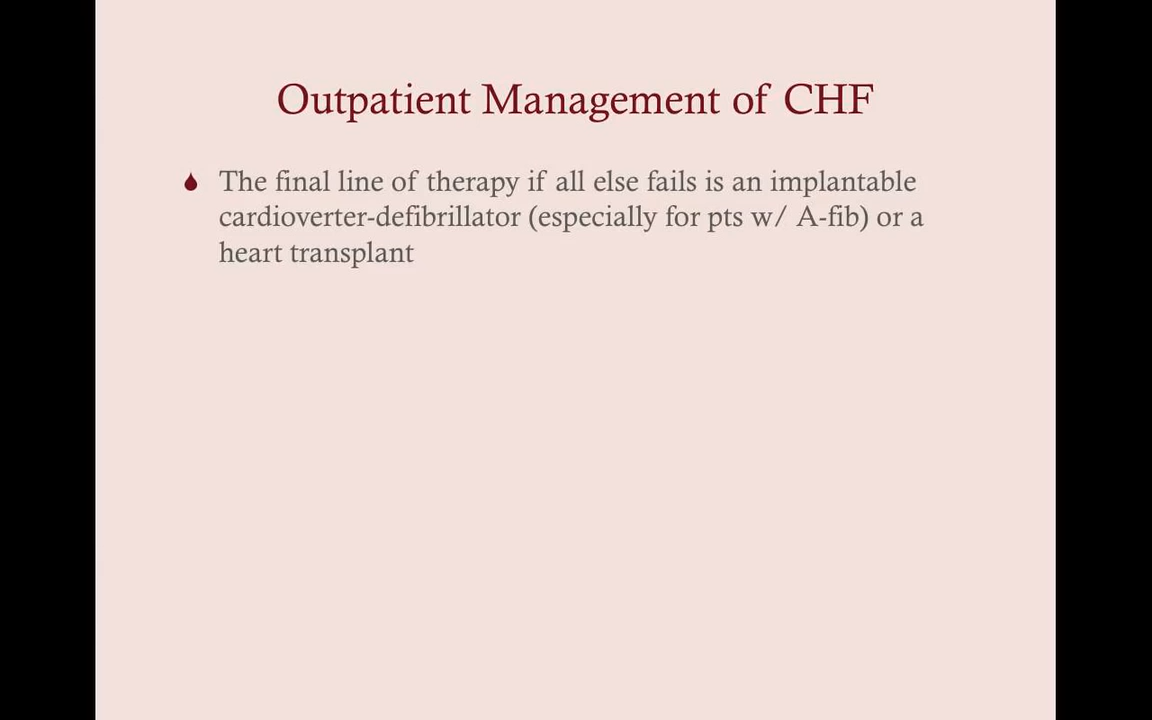 Outpatient Management of CHF
The final line of therapy if all else fails is an implantable
cardioverter-defibrillator (especially for pts w/ A-fib) or a
heart transplant